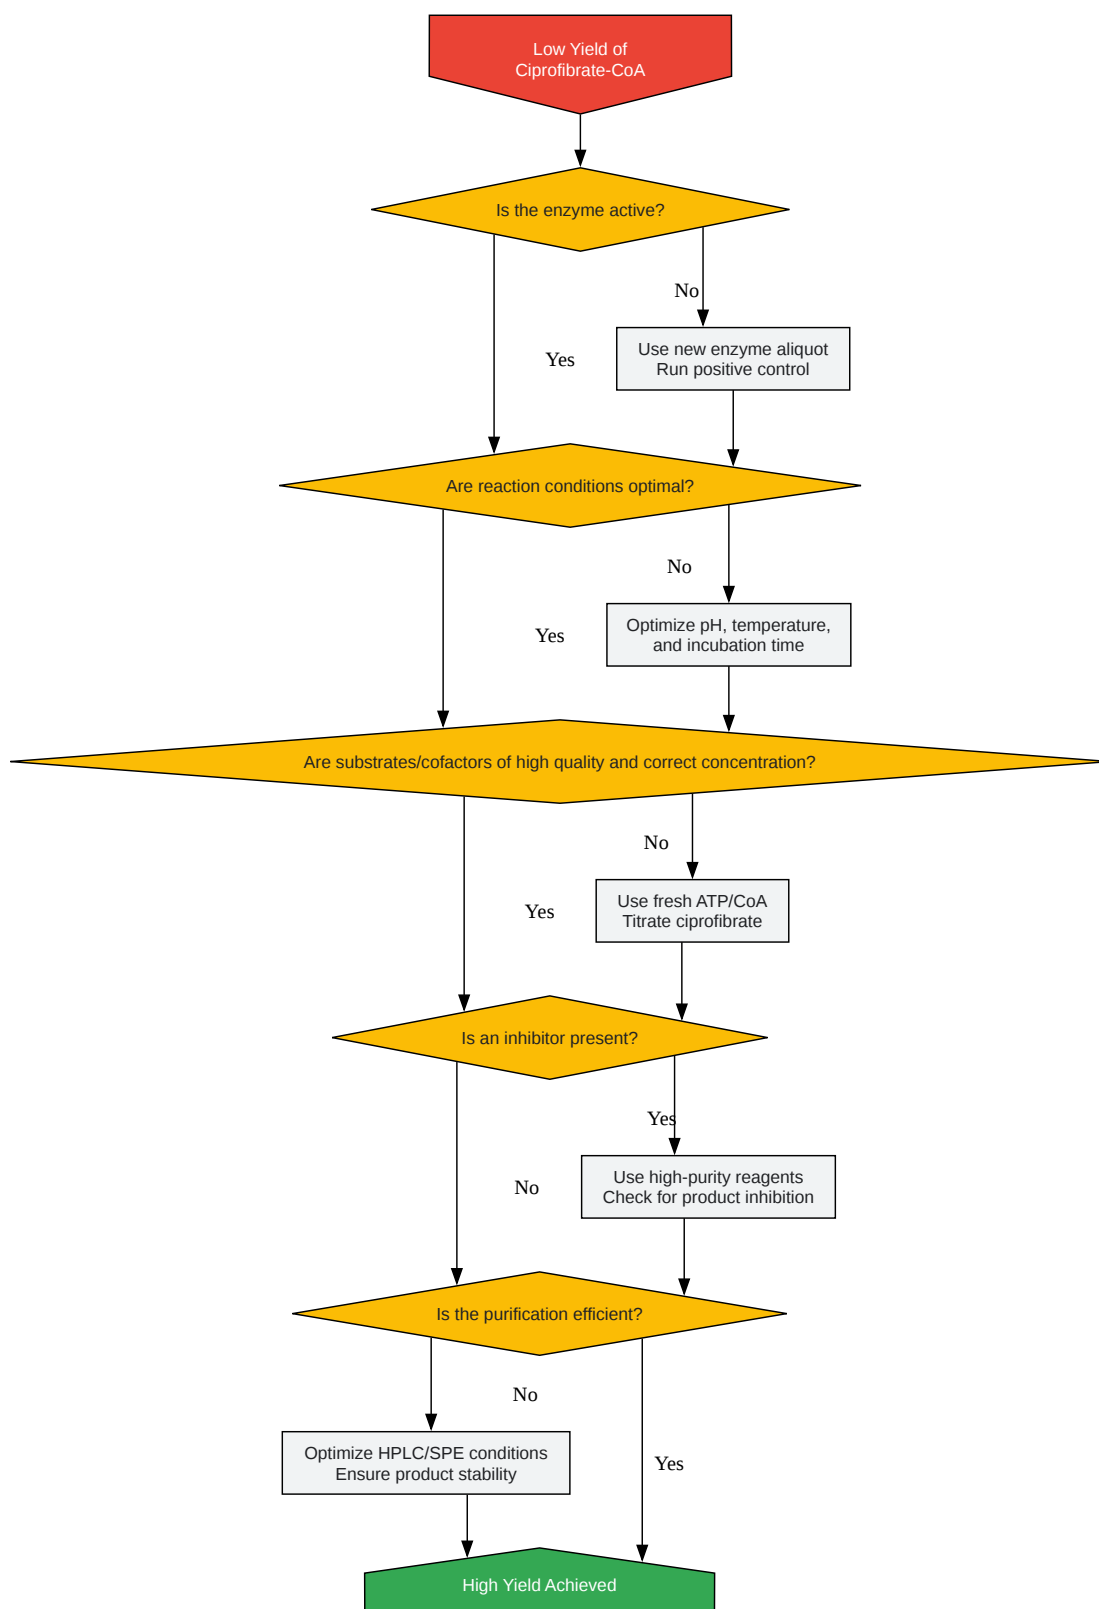 Low Yield of
Ciprofibrate-CoA
Is the enzyme active?
No
Use new enzyme aliquot
Run positive control
Yes
Are reaction conditions optimal?
No
Optimize pH, temperature,
and incubation time
Yes
Are substrates/cofactors of high quality and correct concentration?
No
Use fresh ATP/CoA
Titrate ciprofibrate
Yes
Is an inhibitor present?
Yes
Use high-purity reagents
Check for product inhibition
No
Is the purification efficient?
No
Optimize HPLC/SPE conditions
Ensure product stability
Yes
High Yield Achieved